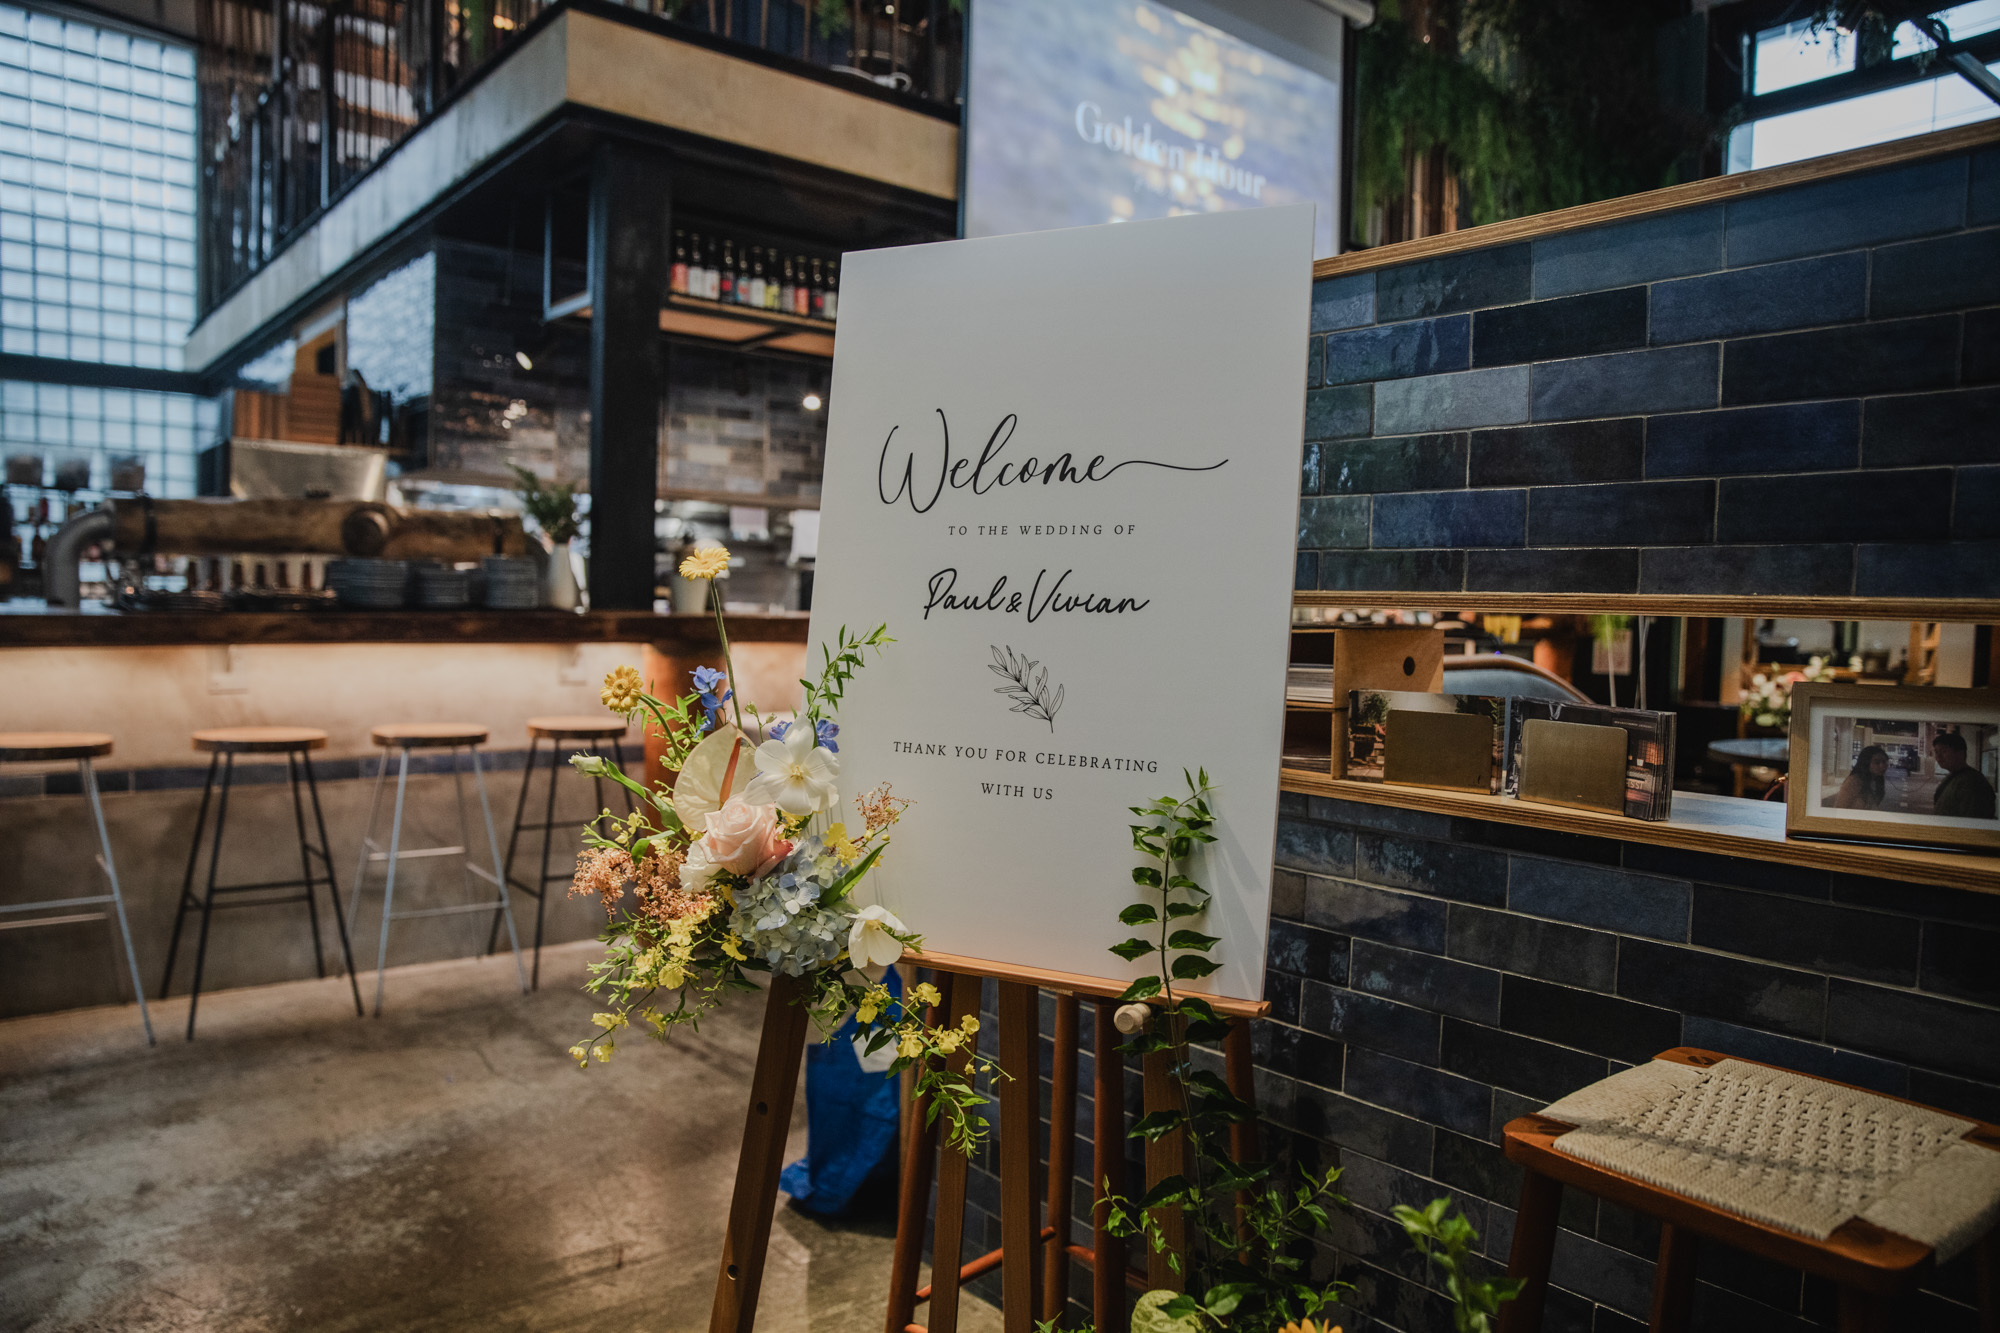 Golden Hour
Welcome
TO THE WEDDING OF
Paul & Vivian
THANK YOU FOR CELEBRATING
WITH US